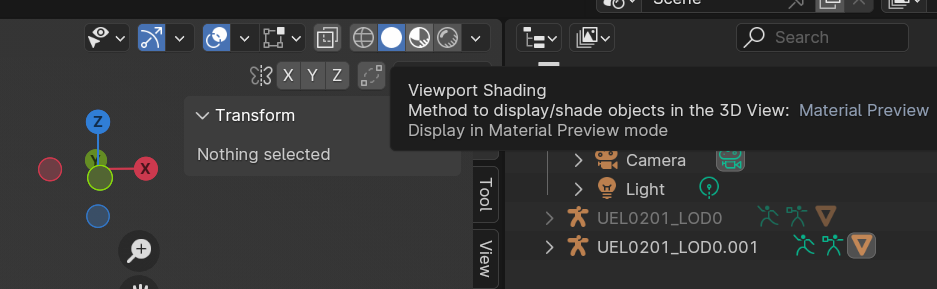 Scene
Search
X Y Z
Viewport Shading
Method to display/shade objects in the 3D View: Material Preview
Display in Material Preview mode
Transform
Nothing selected
Z
Y
X
Tool
View
Camera
Light
UEL0201_LOD0
UEL0201_LOD0.001